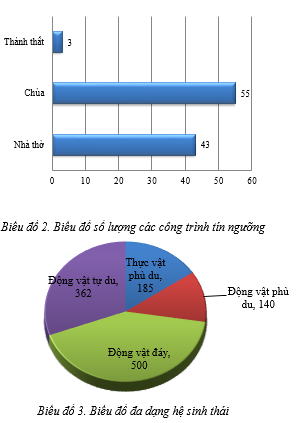 Thành thất
3
Chùa
55
Nhà thờ
43
0 10 20 30 40 50 60
Biểu đồ 2. Biểu đồ số lượng các công trình tín ngưỡng
Thực vật
phù du,
185
Động vật tự du,
362
Động vật phù
du, 140
Động vật đáy,
500
Biểu đồ 3. Biểu đồ đa dạng hệ sinh thái